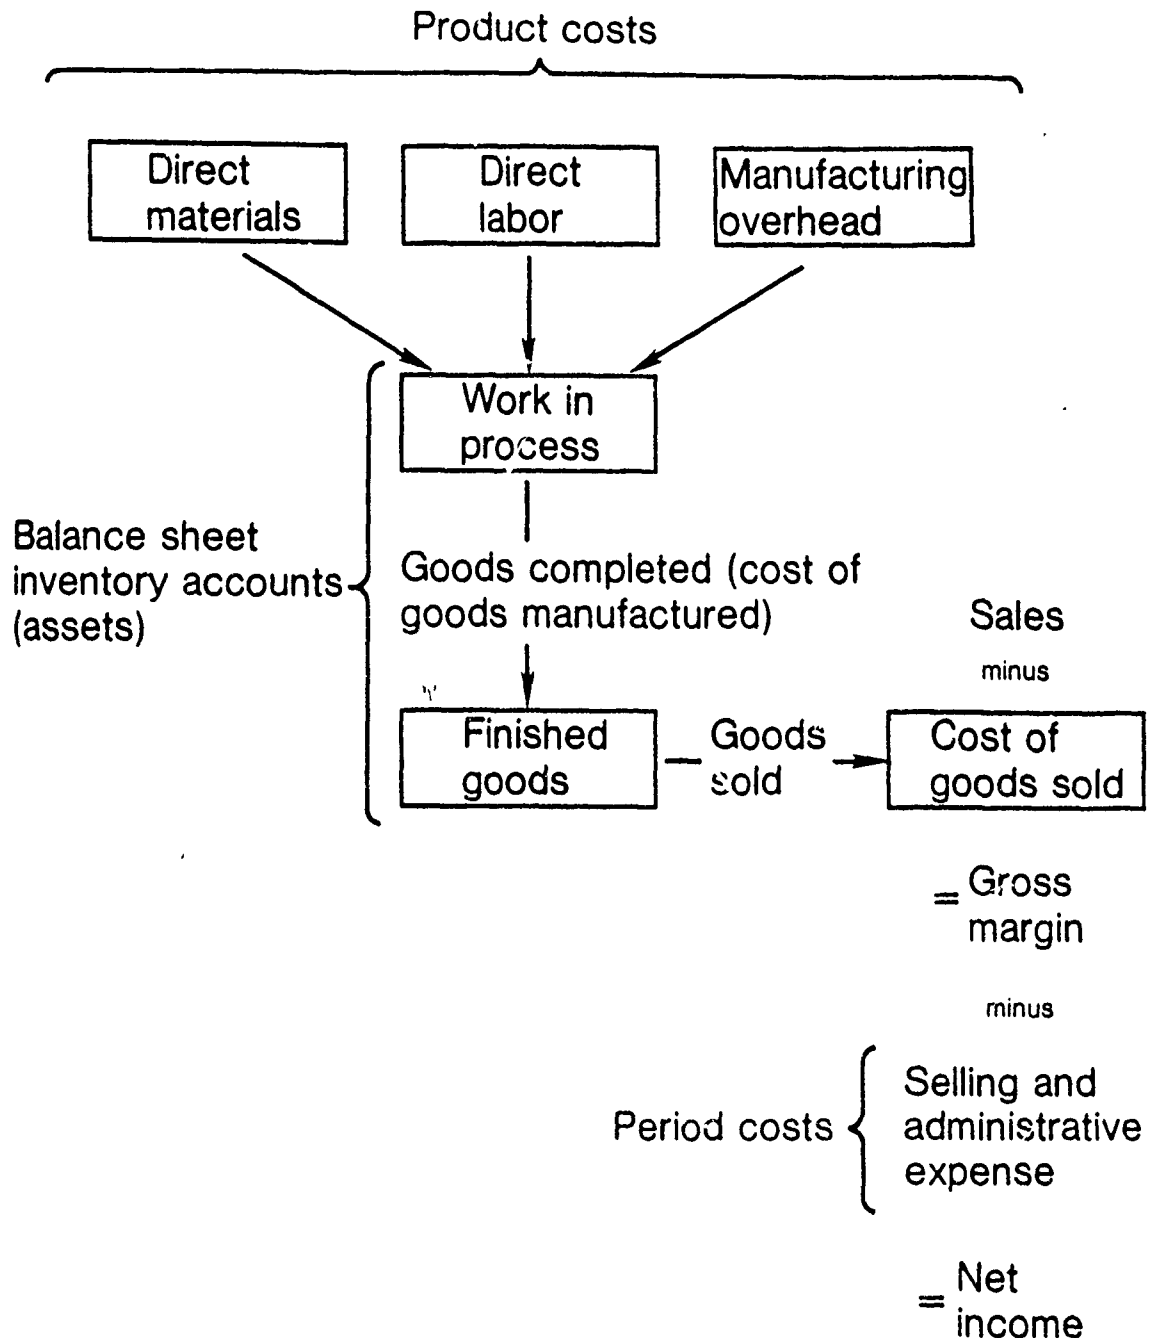 Product costs
Direct
materials
Direct
labor
Manufacturing
overhead
Work in
process
Balance sheet
inventory accounts
(assets)
Goods completed (cost of
goods manufactured)
Finished
goods
Goods
sold
Sales
minus
Cost of
goods sold
= Gross
margin
minus
Period costs
Selling and
administrative
expense
= Net
income